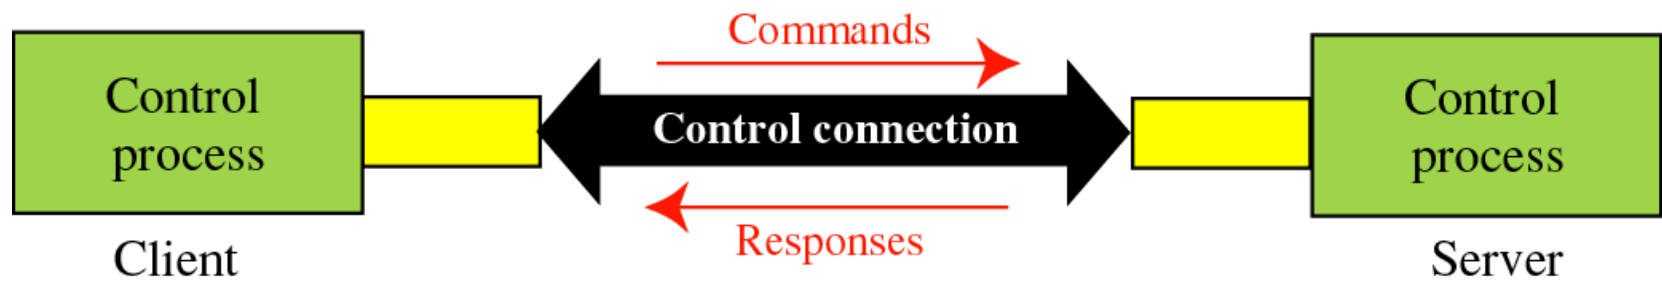 Commands
Control
process
Control connection
Control
process
Responses
Client
Server